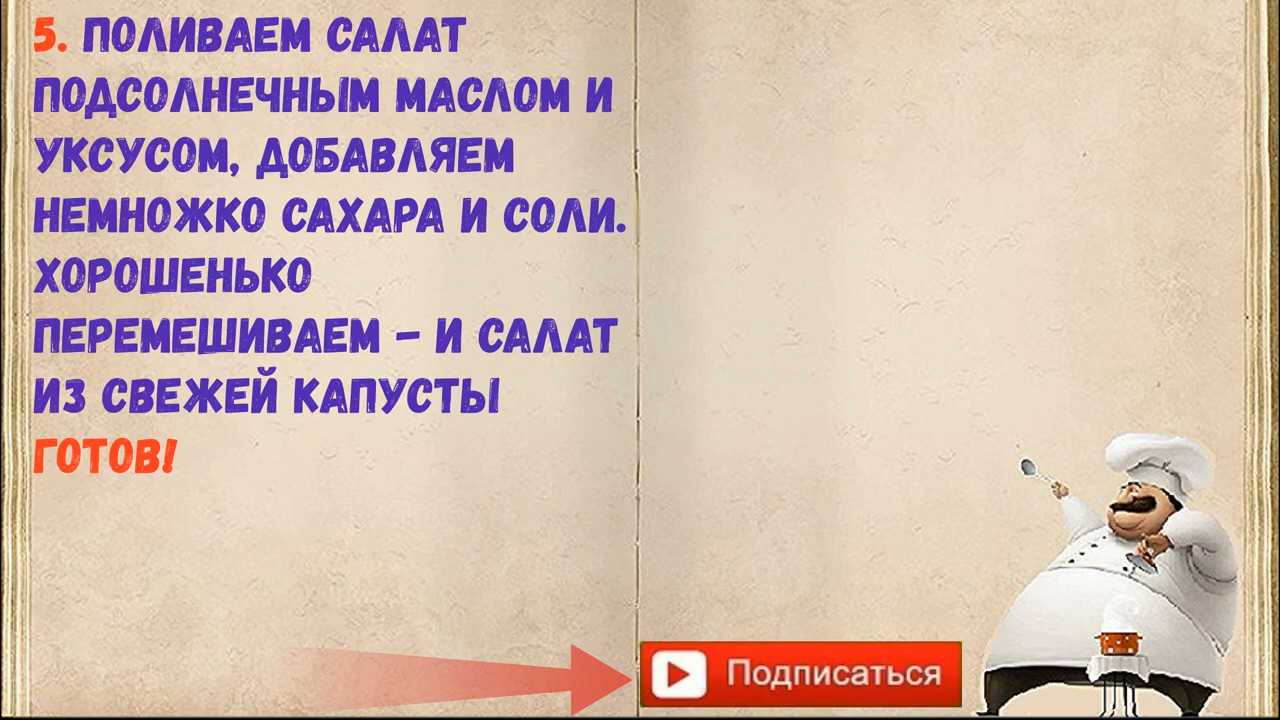 5. ПОЛИВАЕМ САЛАТ
ПОДСОЛНЕЧНЫМ МАСЛОМ И
УКСУСОМ, ДОБАВЛЯЕМ
НЕМНОЖКО САХАРА И СОЛИ.
ХОРОШЕНЬКО
ПЕРЕМЕШИВАЕМ – И САЛАТ
ИЗ СВЕЖЕЙ КАПУСТЫ
ГОТОВ!
Подписаться